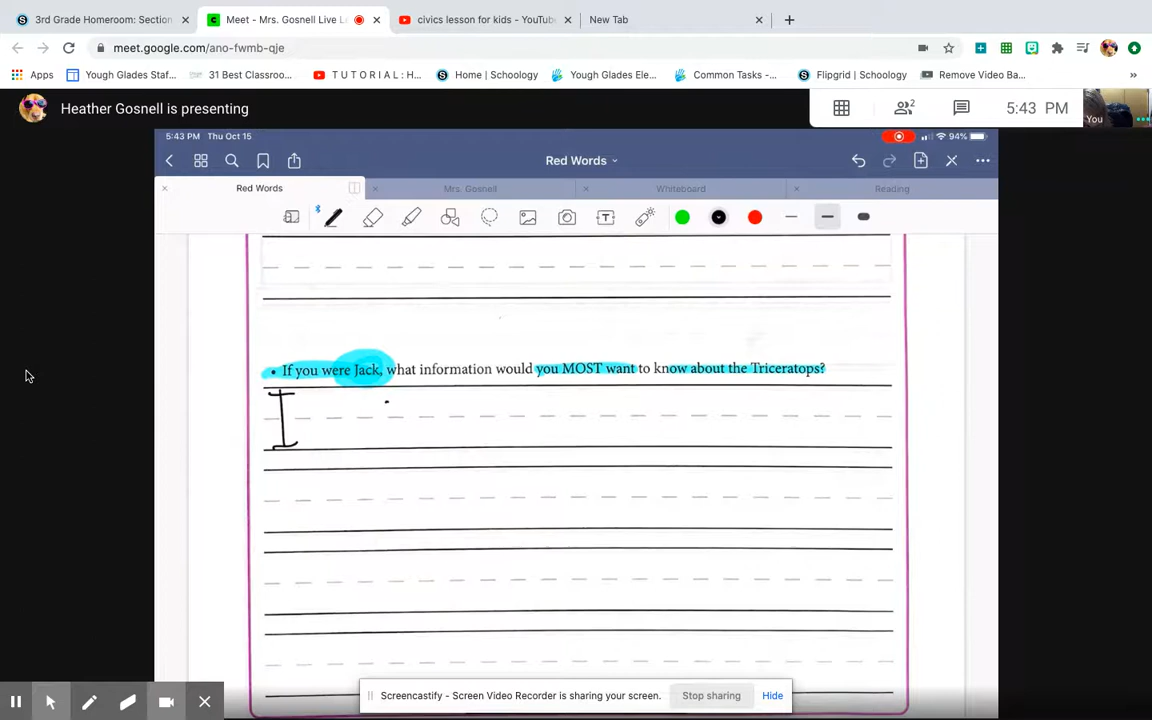 3rd Grade Homeroom: Section
Meet - Mrs. Gosnell Live L
civics lesson for kids - YouTube
New Tab
meet.google.com/ano-fwmb-qje
Apps
Yough Glades Staf...
31 Best Classroo...
T U T O R I A L : H...
Home | Schoology
Yough Glades Ele...
Common Tasks -...
Flipgrid | Schoology
Remove Video Ba...
Heather Gosnell is presenting
2
5:43 PM
You
5:43 PM Thu Oct 15
94%
Red Words
Red Words
Mrs. Gosnell
Whiteboard
Reading
• If you were Jack, what information would you MOST want to know about the Triceratops?
I
Screencastify - Screen Video Recorder is sharing your screen.
Stop sharing
Hide